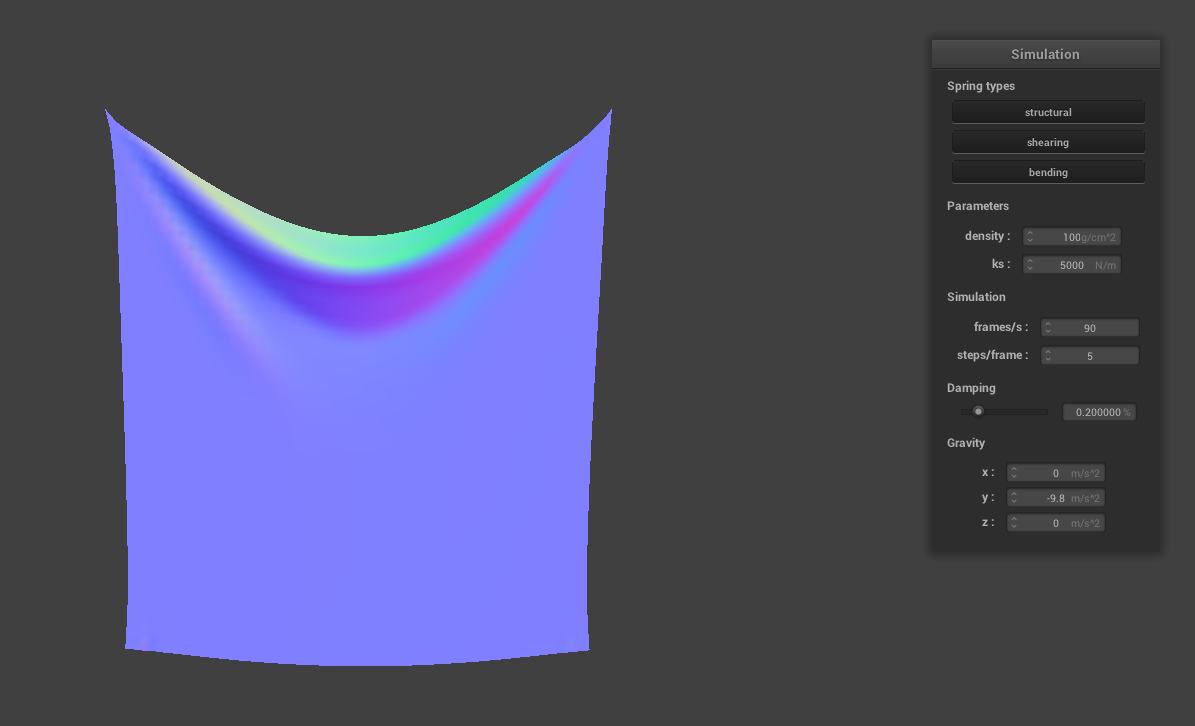 Simulation
Spring types
structural
shearing
bending
Parameters
density : 100g/cm^2
ks : 5000 N/m
Simulation
frames/s : 90
steps/frame : 5
Damping
0.200000 %
Gravity
x : 0 m/s^2
y : -9.8 m/s^2
z : 0 m/s^2